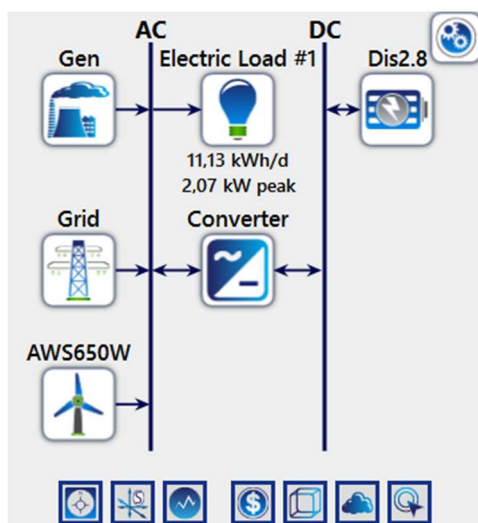 AC DC
Gen Electric Load #1 Dis2.8
11,13 kWh/d
2,07 kW peak
Grid Converter
AWS650W